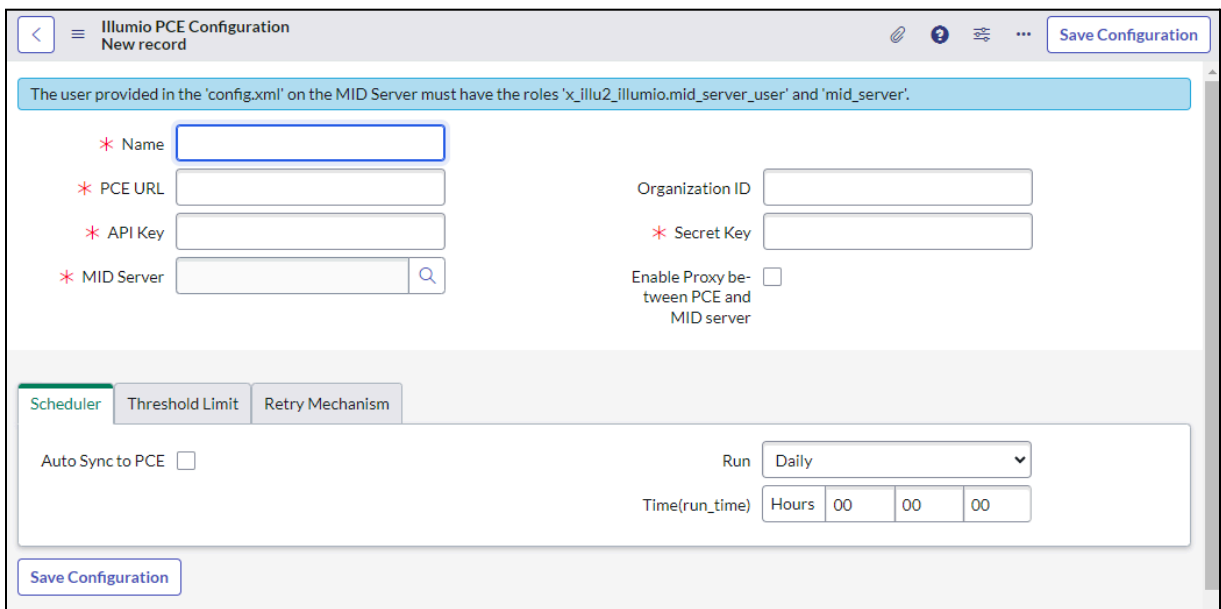 Illumio PCE Configuration
New record
Save Configuration
The user provided in the 'config.xml' on the MID Server must have the roles 'x_illu2_illumio.mid_server_user' and 'mid_server'.
* Name
* PCE URL
Organization ID
* API Key
* Secret Key
* MID Server
Enable Proxy be-
tween PCE and
MID server
Scheduler
Threshold Limit
Retry Mechanism
Auto Sync to PCE
Run
Daily
Time(run_time)
Hours
00
00
00
Save Configuration